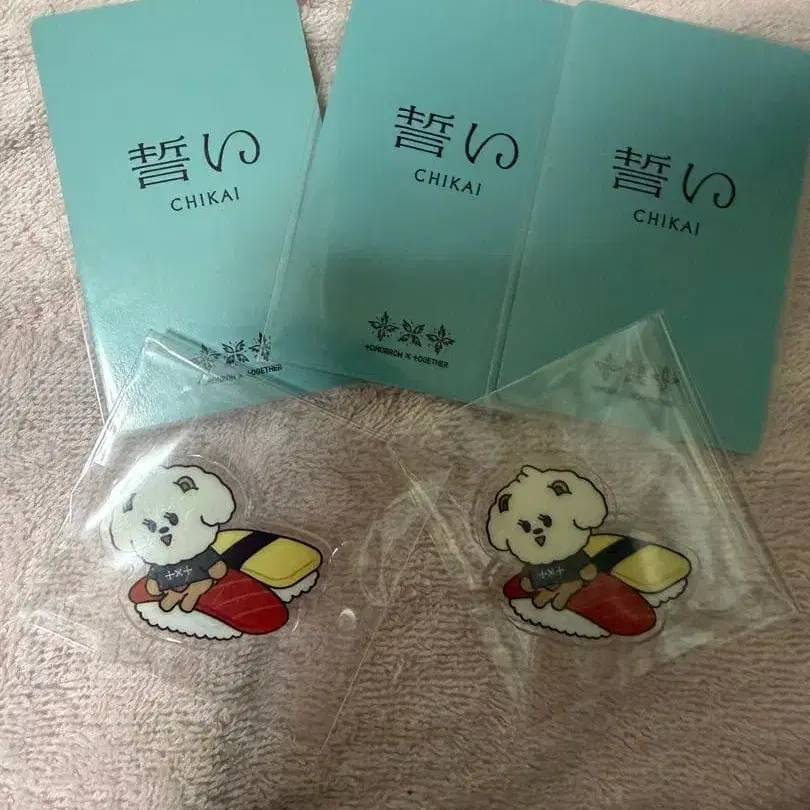 誓い
CHIKAI
TOMORROW X TOGETHER
誓い
CHIKAI
TOMORROW X TOGETHER
誓い
CHIKAI
+x+
+x+